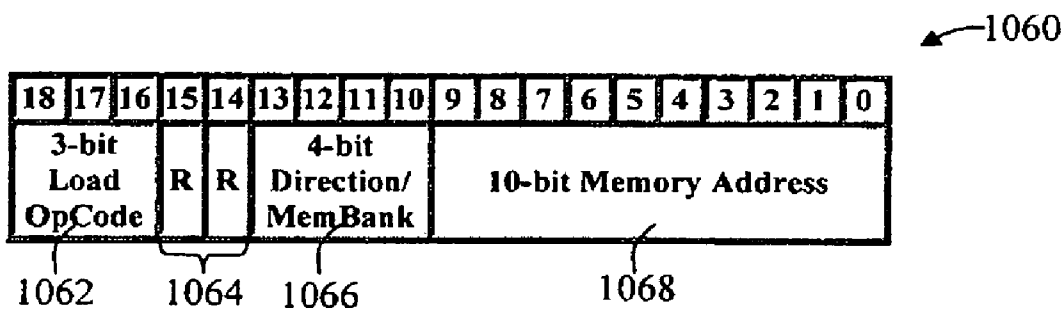 1060
18 17 16 15 14 13 12 11 10 9 8 7 6 5 4 3 2 1 0
3-bit
Load
OpCode
R R
4-bit
Direction/
MemBank
10-bit Memory Address
1062 1064 1066 1068